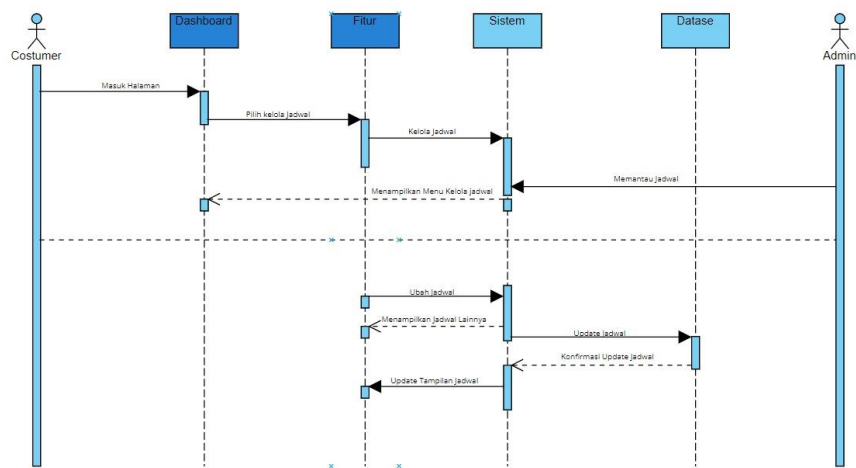 Dashboard
Fitur
Sistem
Datase
Costumer
Admin
Masuk Halaman
Pilih kelola Jadwal
Kelola Jadwal
Memantau Jadwal
Menampilkan Menu Kelola jadwal
Ubah Jadwal
Menampilkan Jadwal Lainnya
Update Jadwal
Konfirmasi Update Jadwal
Update Tampilan Jadwal